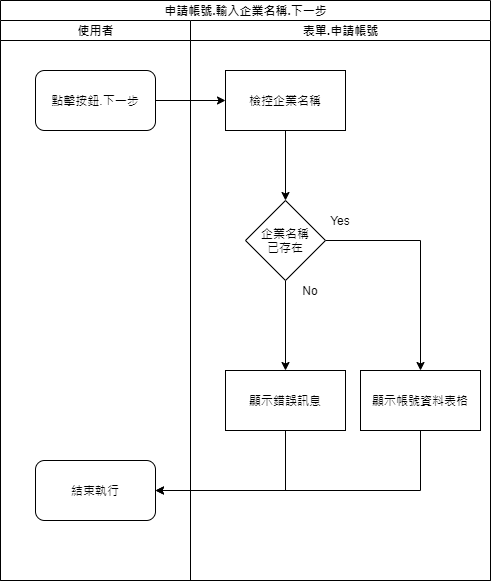 申請帳號.輸入企業名稱.下一步
使用者
表單.申請帳號
點擊按鈕.下一步
檢控企業名稱
Yes
企業名稱
已存在
No
顯示錯誤訊息
顯示帳號資料表格
結束執行